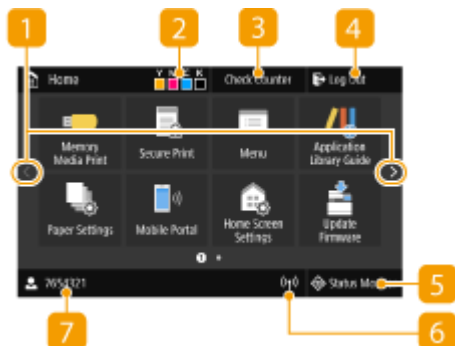 1 2 3 4
Home Y M C K Check Counter Log Out
Memory Media Print Secure Print Menu Application Library Guide
Paper Settings Mobile Portal Home Screen Settings Update Firmware
1
7654321 Status Mo
5
7 6